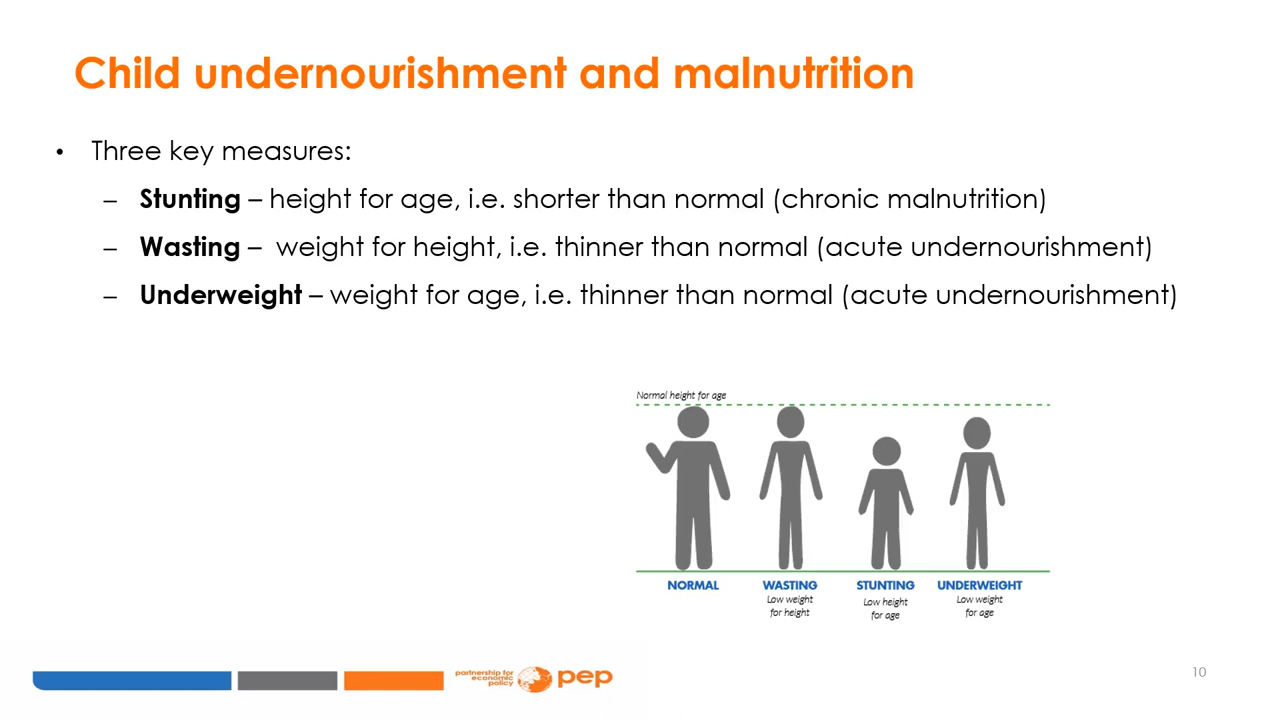 Child undernourishment and malnutrition
• Three key measures:
– Stunting – height for age, i.e. shorter than normal (chronic malnutrition)
– Wasting – weight for height, i.e. thinner than normal (acute undernourishment)
– Underweight – weight for age, i.e. thinner than normal (acute undernourishment)
Normal height for age
NORMAL
WASTING
Low weight
for height
STUNTING
Low height
for age
UNDERWEIGHT
Low weight
for age
partnership for
economic
policy
pep
10